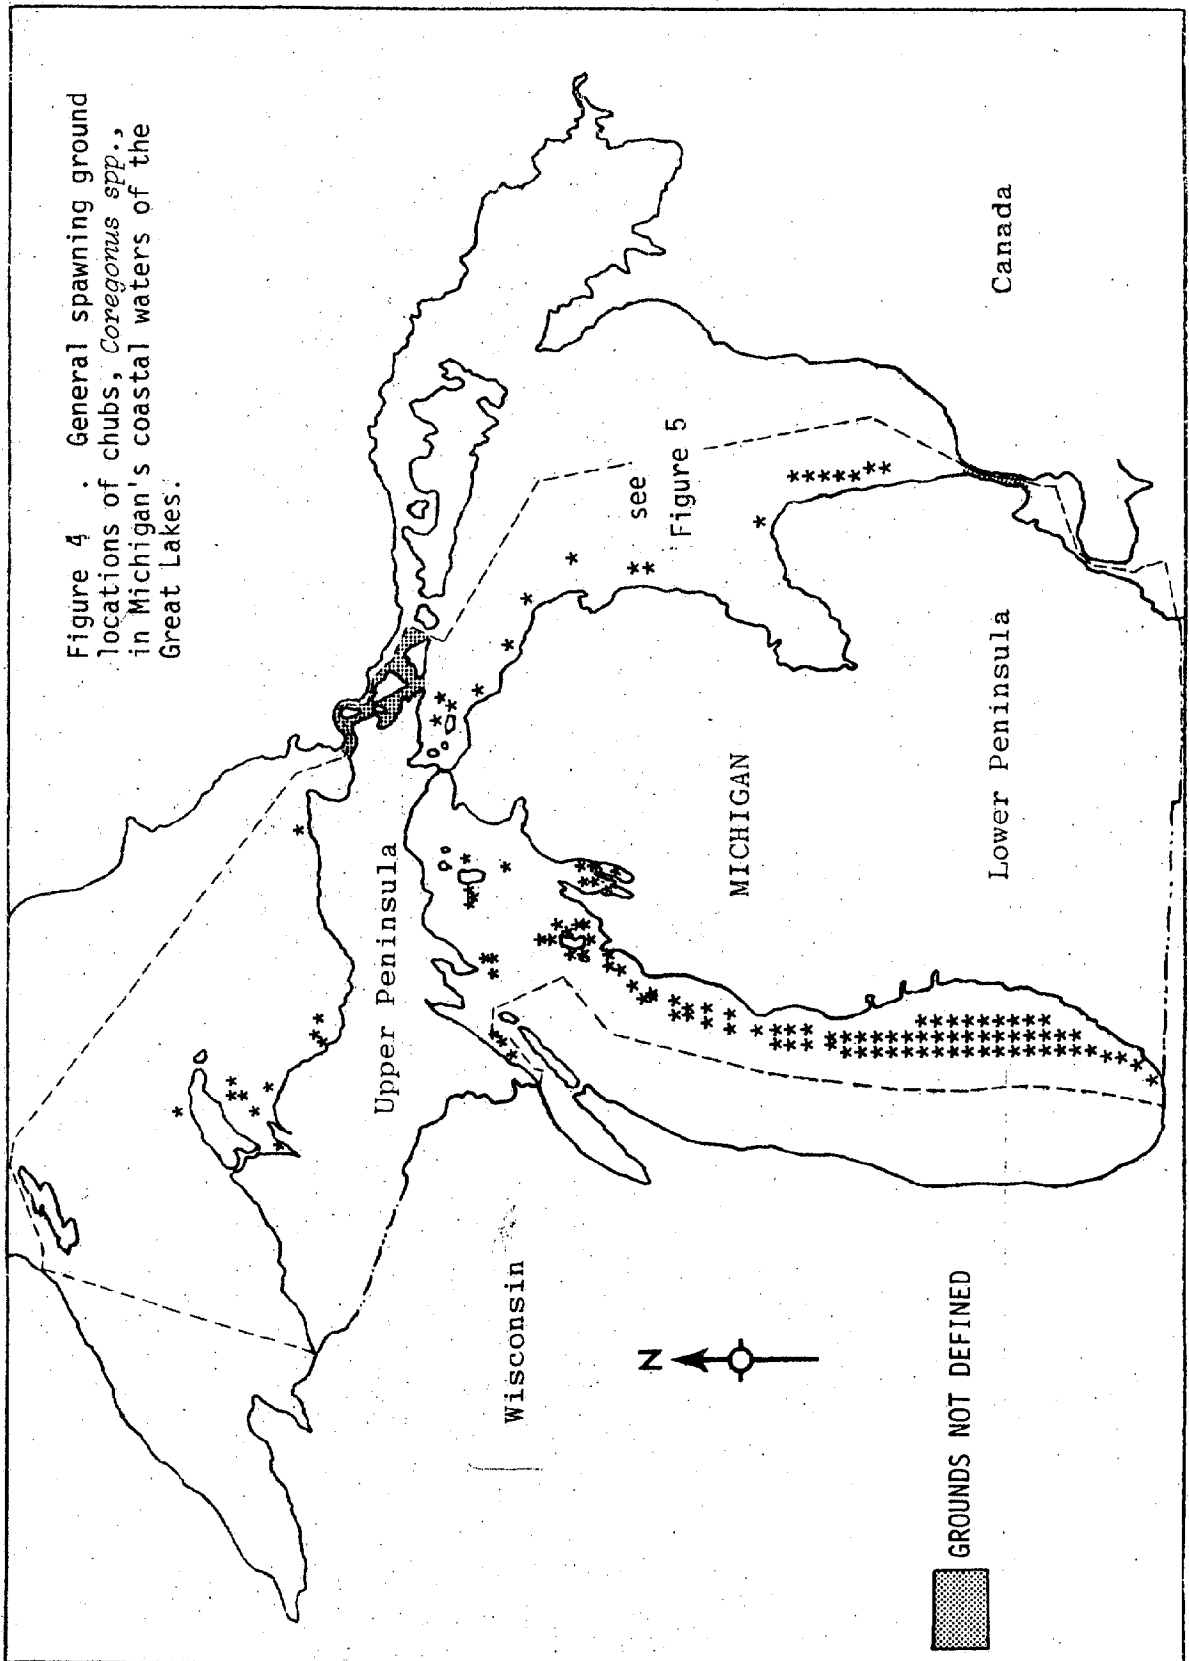 Figure 4 . General spawning ground
locations of chubs, Coregonus spp.,
in Michigan's coastal waters of the
Great Lakes.
Upper Peninsula
Wisconsin
see
Figure 5
Canada
MICHIGAN
Lower Peninsula
N
GROUNDS NOT DEFINED